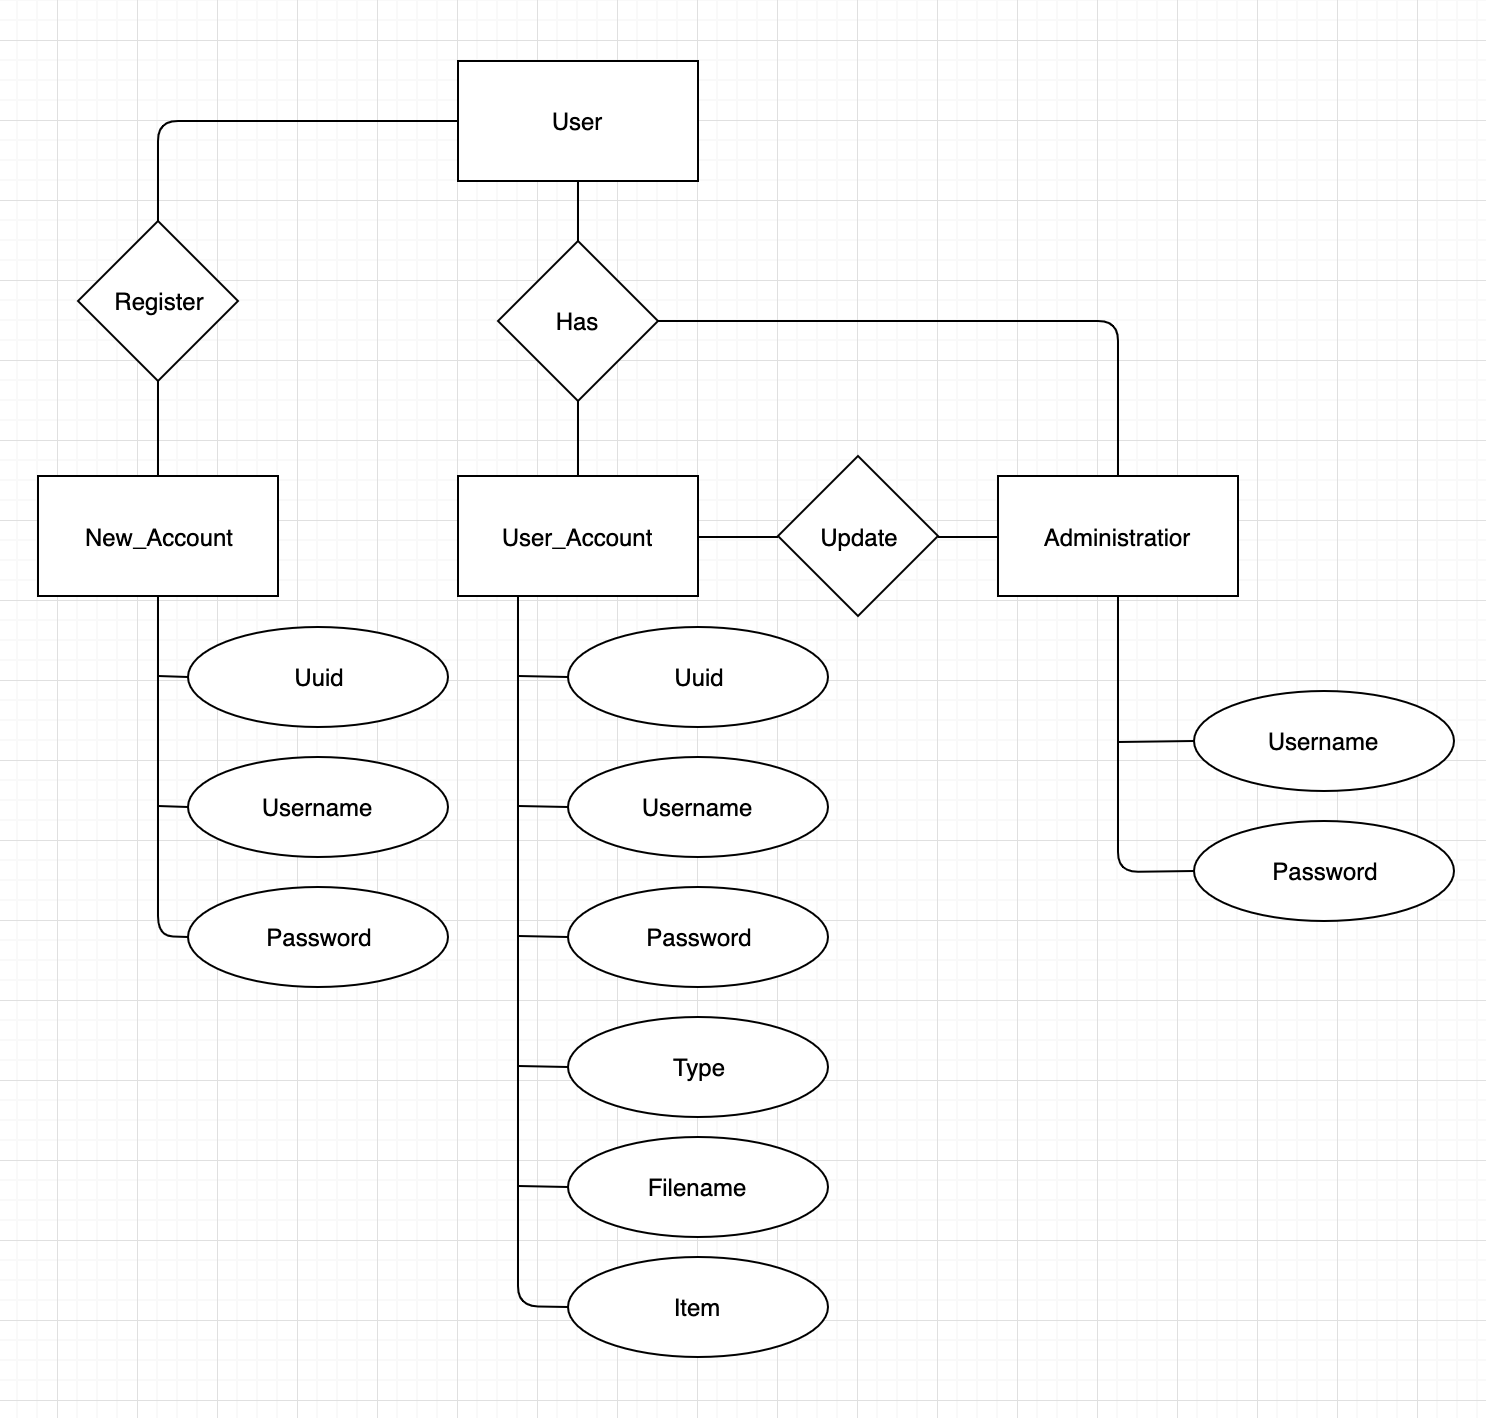 User
Register
Has
New_Account
User_Account
Update
Administratior
Uuid
Username
Password
Uuid
Username
Password
Type
Filename
Item
Username
Password